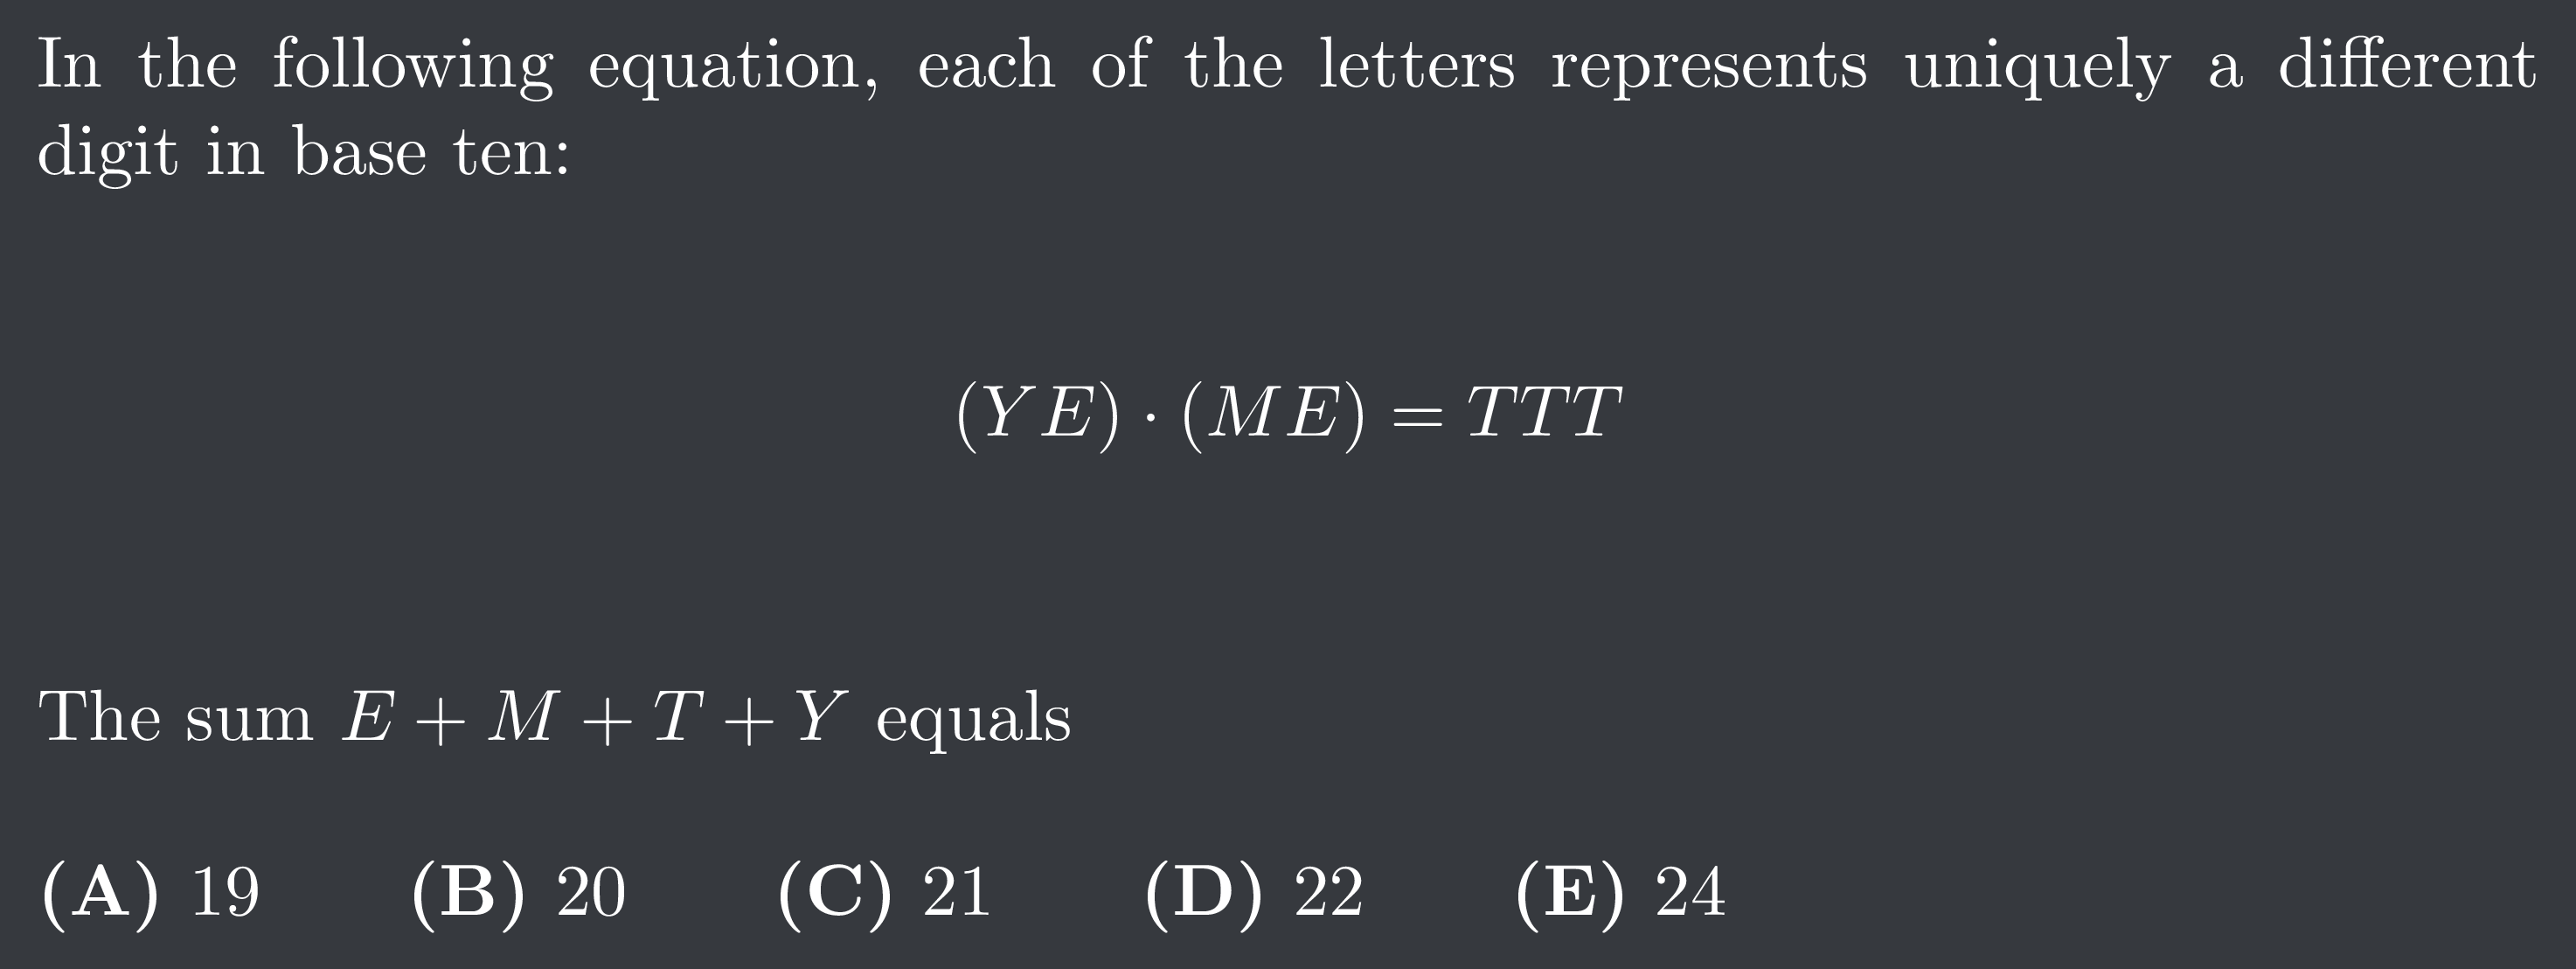 In the following equation, each of the letters represents uniquely a different
digit in base ten:
(YE) · (ME) = TTT
The sum E + M + T + Y equals
(A) 19 (B) 20 (C) 21 (D) 22 (E) 24